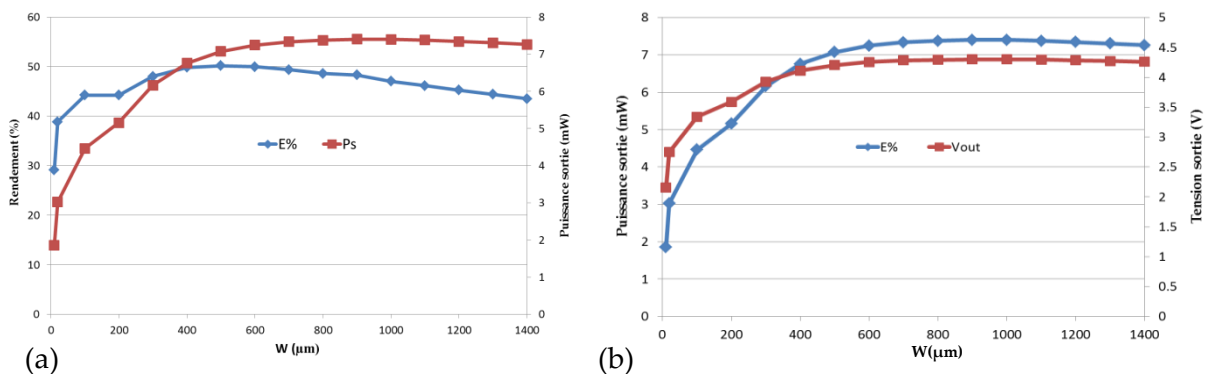 60
50
40
30
20
10
0
Rendement (%)
8
7
6
5
4
3
2
1
0
Puissance sortie (mW)
E%
Ps
0 200 400 600 800 1000 1200 1400
W (µm)
(a)
8
7
6
5
4
3
2
1
0
Puissance sortie (mW)
5
4.5
4
3.5
3
2.5
2
1.5
1
0.5
0
Tension sortie (V)
E%
Vout
0 200 400 600 800 1000 1200 1400
W(µm)
(b)